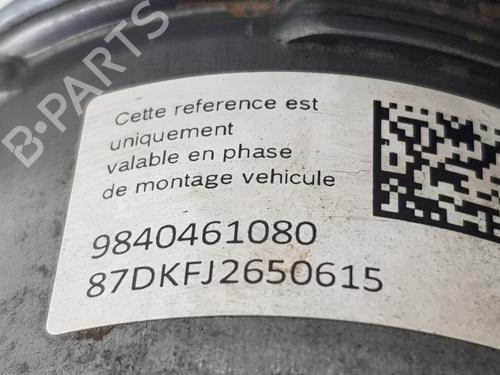 B-PARTS
Cette reference est
uniquement
valable en phase
de montage vehicule
9840461080
87DKFJ2650615